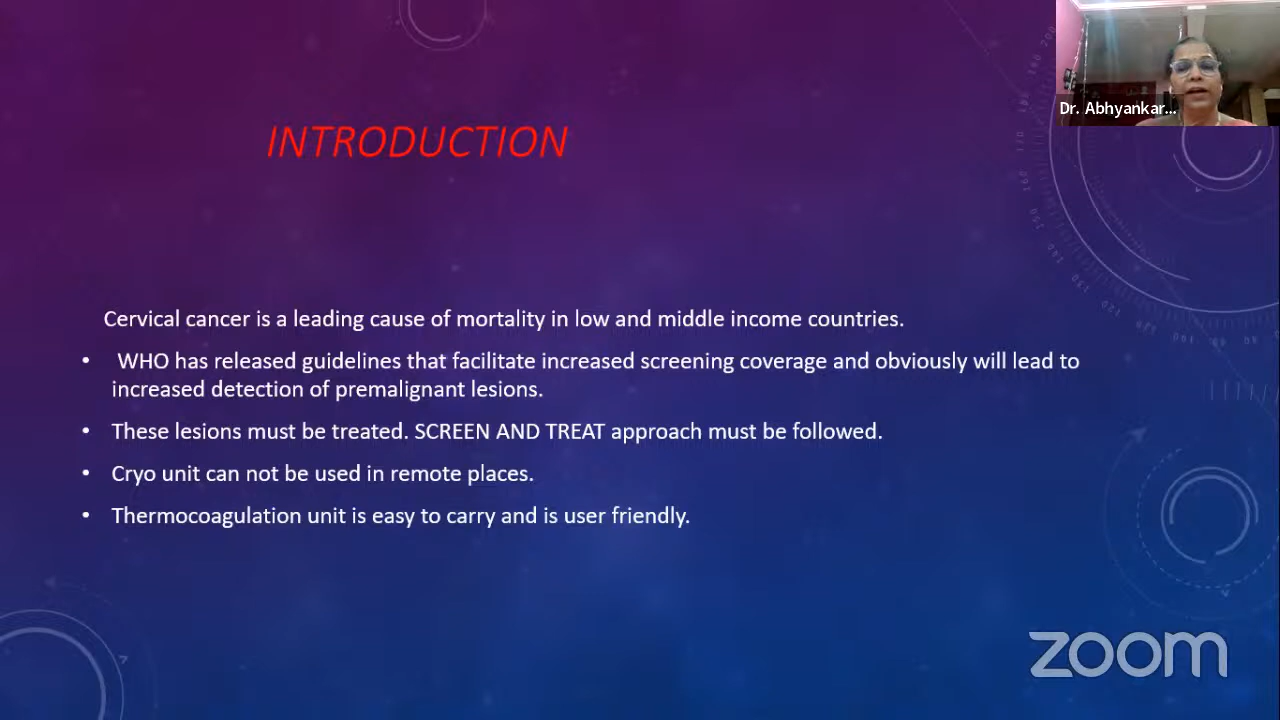 Dr. Abhyankar...
INTRODUCTION
Cervical cancer is a leading cause of mortality in low and middle income countries.
• WHO has released guidelines that facilitate increased screening coverage and obviously will lead to
increased detection of premalignant lesions.
• These lesions must be treated. SCREEN AND TREAT approach must be followed.
• Cryo unit can not be used in remote places.
• Thermocoagulation unit is easy to carry and is user friendly.
zoom